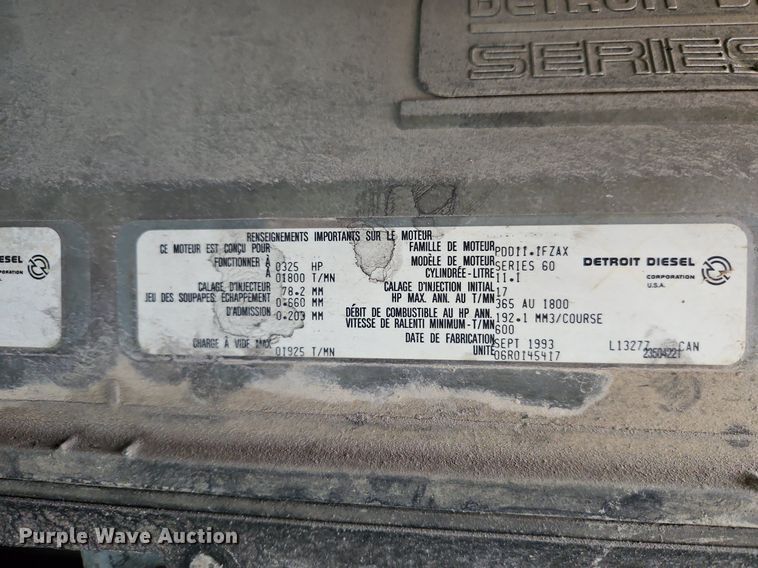 DETROIT D
SERIES
EL
CORPORATION
U.S.A.
RENSEIGNEMENTS IMPORTANTS SUR LE MOTEUR
CE MOTEUR EST CONÇU POUR
FONCTIONNER À 0325 HP
À 01800 T/MN
CALAGE D'INJECTEUR 78.2 MM
JEU DES SOUPAPES: ÉCHAPPEMENT 0.660 MM
D'ADMISSION 0.203 MM
CHARGE À VIDE MAX 01925 T/MN
FAMILLE DE MOTEUR PDD11.1FZAX
MODÈLE DE MOTEUR SERIES 60
CYLINDRÉE-LITRE 11.1
CALAGE D'INJECTION INITIAL 17
HP MAX. ANN. AU T/MN 365 AU 1800
DÉBIT DE COMBUSTIBLE AU HP ANN. 192.1 MM3/COURSE
VITESSE DE RALENTI MINIMUM-T/MN 600
DATE DE FABRICATION SEPT 1993
UNITÉ 06R0145417
DETROIT DIESEL
CORPORATION
U.S.A.
L13277 CAN
23504221
Purple Wave Auction